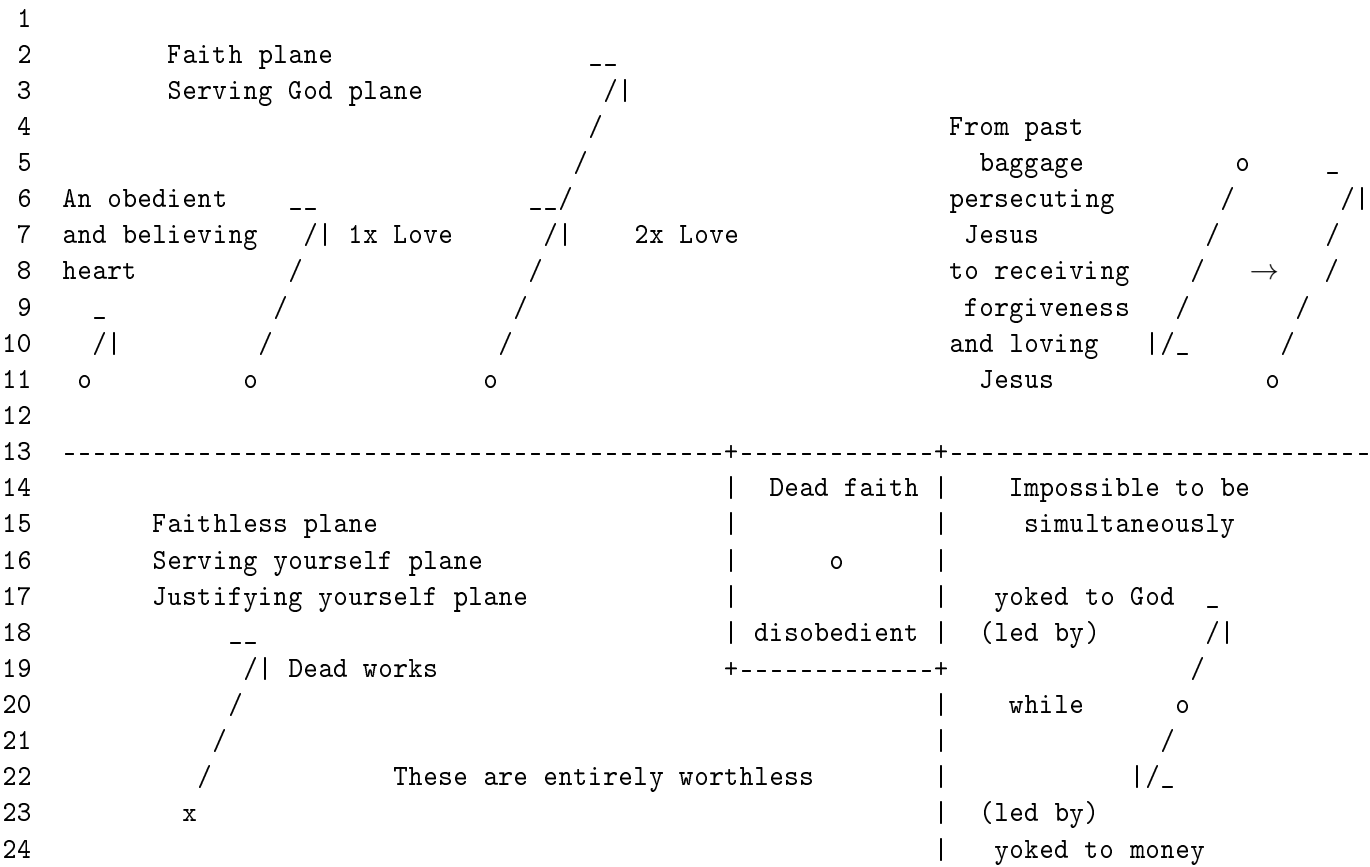 1
2         Faith plane                 __
3         Serving God plane            /|
4                                     /                       From past
5                                    /                          baggage          o     _
6  An obedient    __              __/                         persecuting       /       /|
7  and believing   /| 1x Love      /|    2x Love               Jesus           /       /
8  heart          /               /                           to receiving    /   →   /
9    _           /               /                             forgiveness   /       /
10   /|         /               /                             and loving   |/_      /
11  o          o               o                                Jesus              o
12
13 --------------------------------------------+-------------+----------------------------
14                                             |  Dead faith |    Impossible to be
15       Faithless plane                       |             |     simultaneously
16       Serving yourself plane                |      o      |
17       Justifying yourself plane             |             |   yoked to God  _
18            __                               | disobedient |  (led by)       /|
19             /| Dead works                   +-------------+                /
20            /                                              |    while      o
21           /                                               |              /
22          /            These are entirely worthless        |            |/_
23         x                                                 |  (led by)
24                                                           |   yoked to money